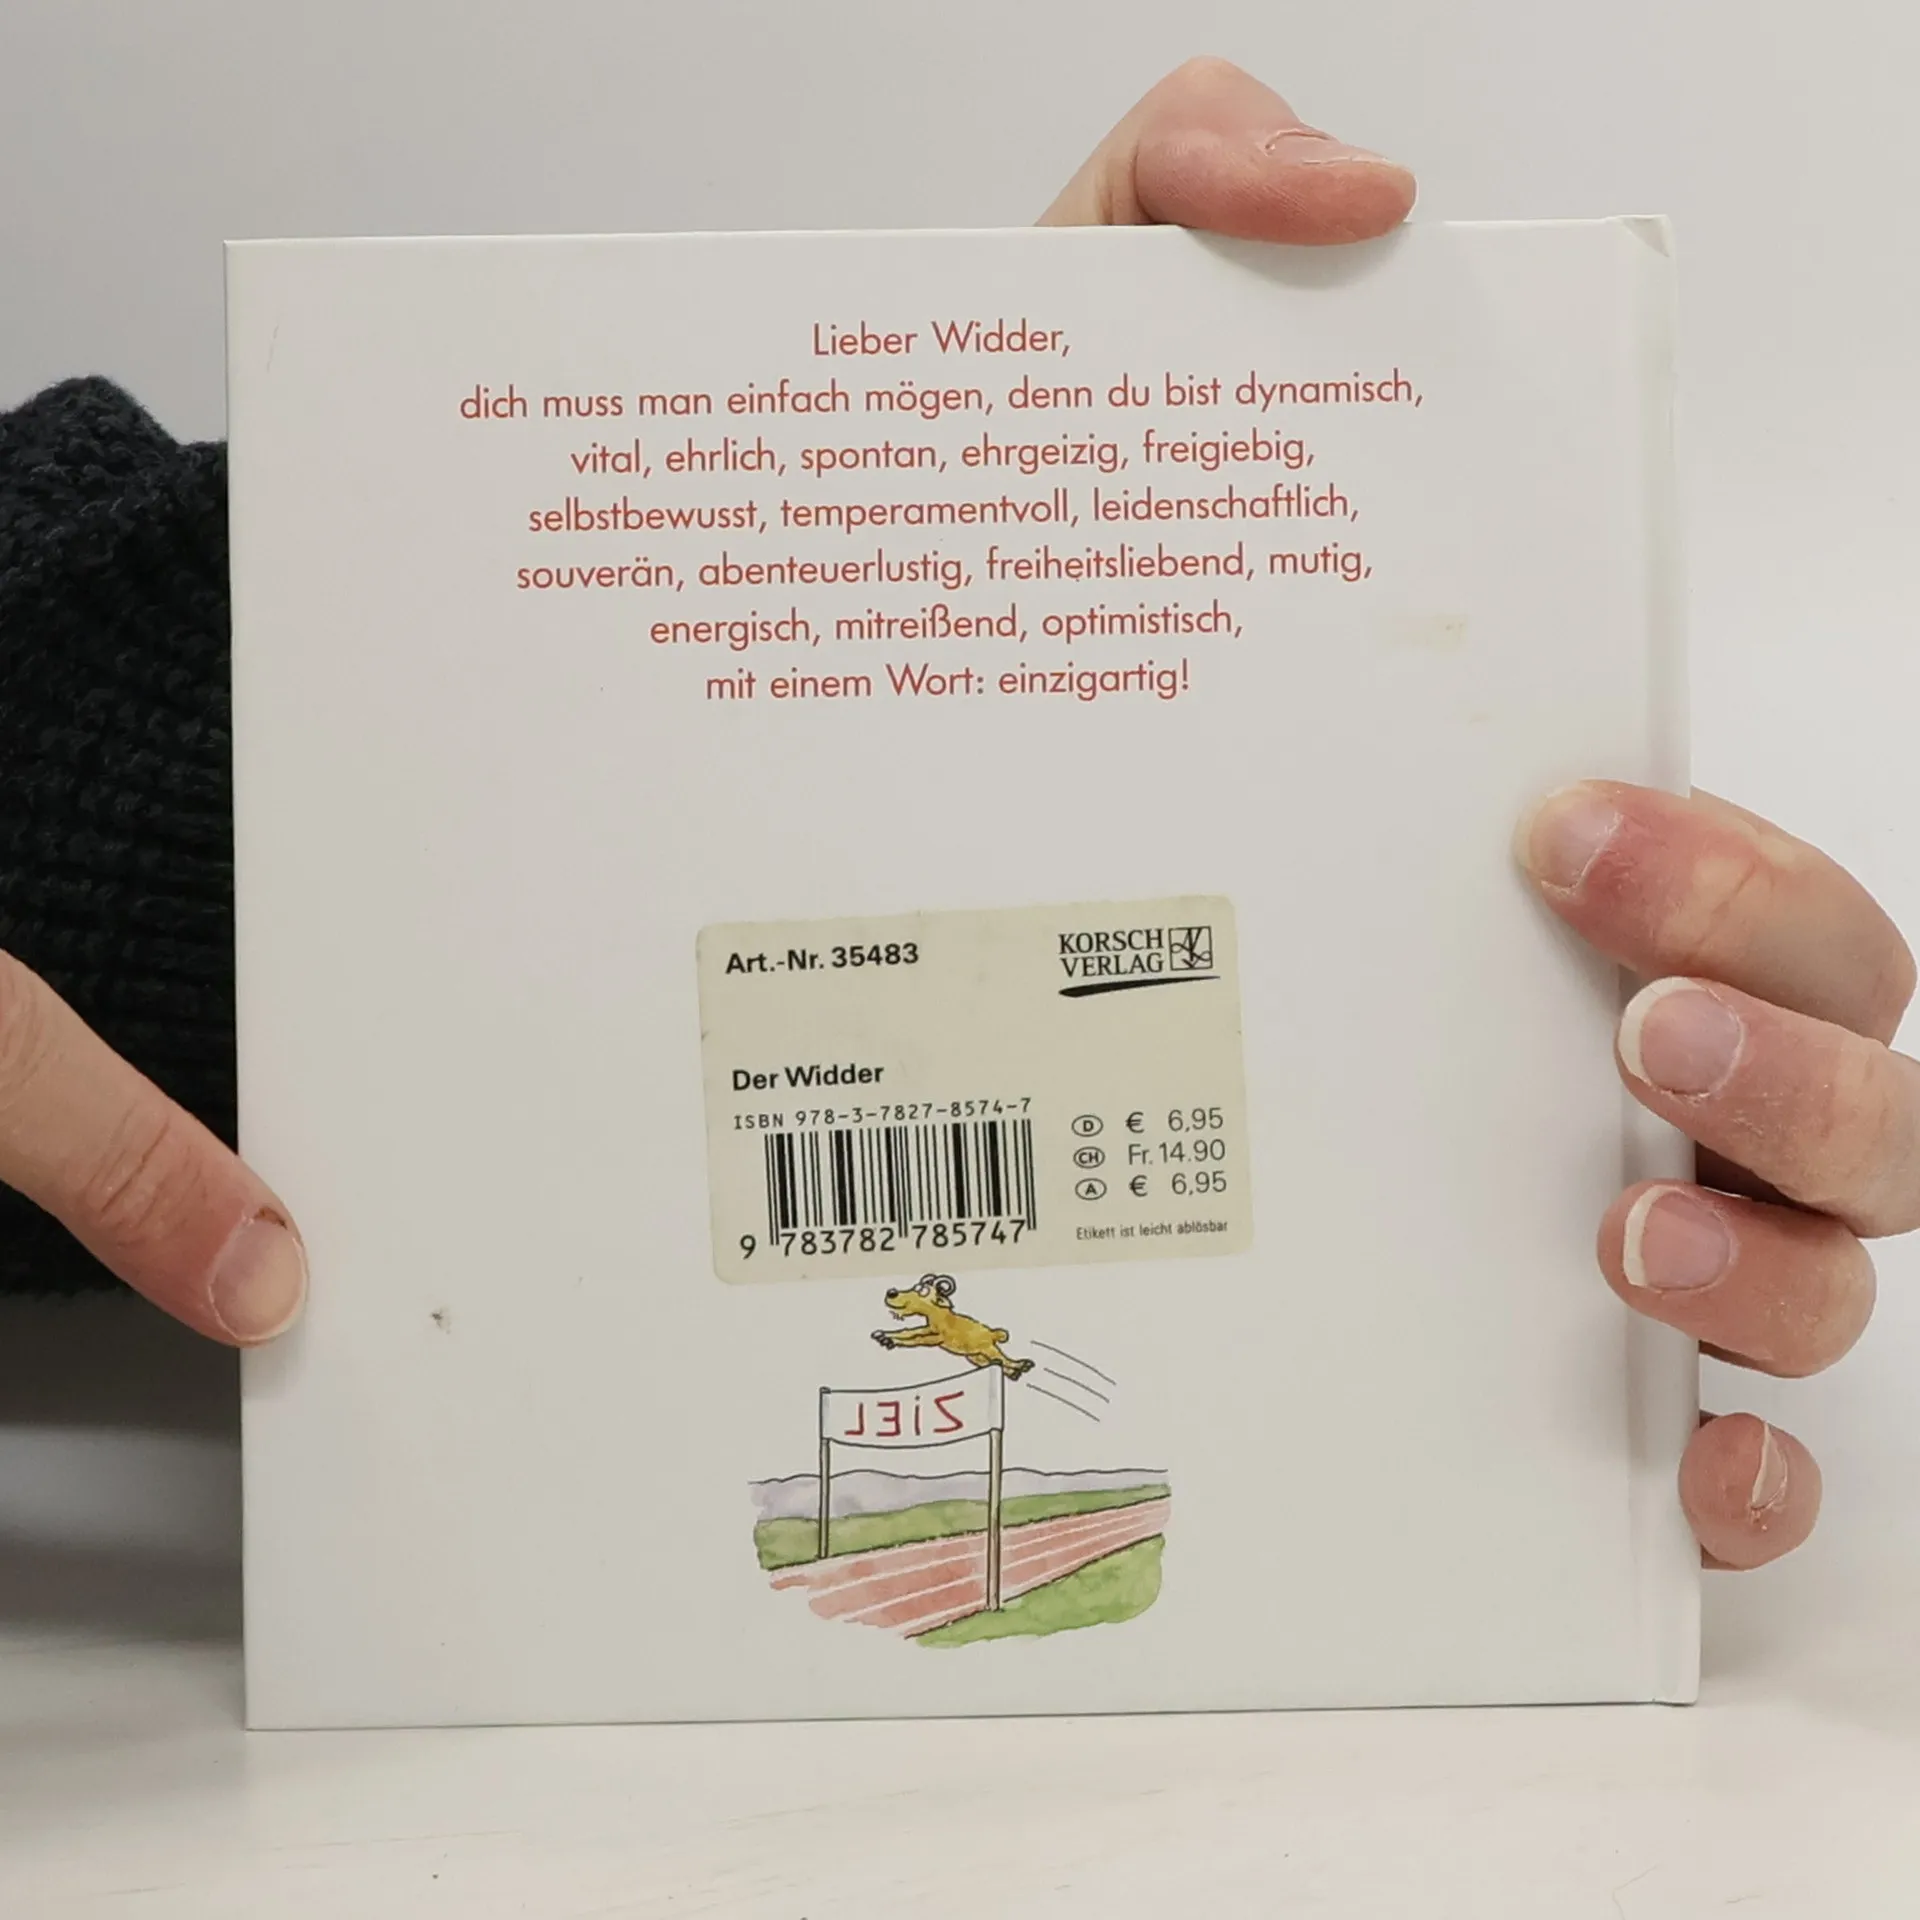 Lieber Widder,
dich muss man einfach mögen, denn du bist dynamisch,
vital, ehrlich, spontan, ehrgeizig, freigiebig,
selbstbewusst, temperamentvoll, leidenschaftlich,
souverän, abenteuerlustig, freiheitsliebend, mutig,
energisch, mitreißend, optimistisch,
mit einem Wort: einzigartig!
Art.-Nr. 35483
KORSCH
VERLAG
Der Widder
ISBN 978-3-7827-8574-7
D € 6,95
CH Fr. 14.90
A € 6,95
9 783782 785747
Etikett ist leicht ablösbar
ZiEL